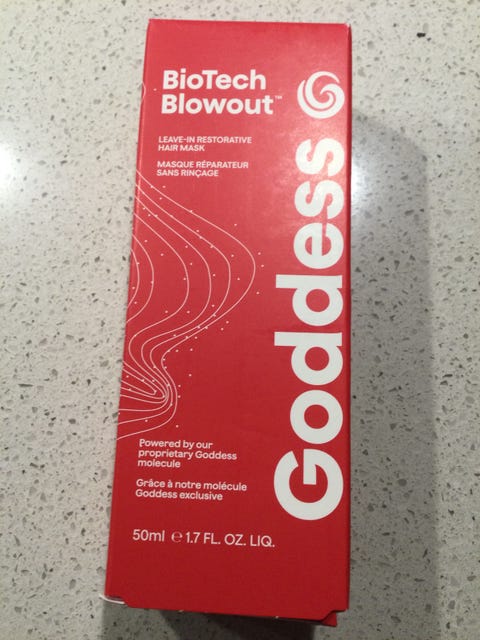 BioTech
Blowout™
LEAVE-IN RESTORATIVE
HAIR MASK
MASQUE RÉPARATEUR
SANS RINÇAGE
Goddess
Powered by our
proprietary Goddess
molecule
Grâce à notre molécule
Goddess exclusive
50ml ℮ 1.7 FL. OZ. LIQ.